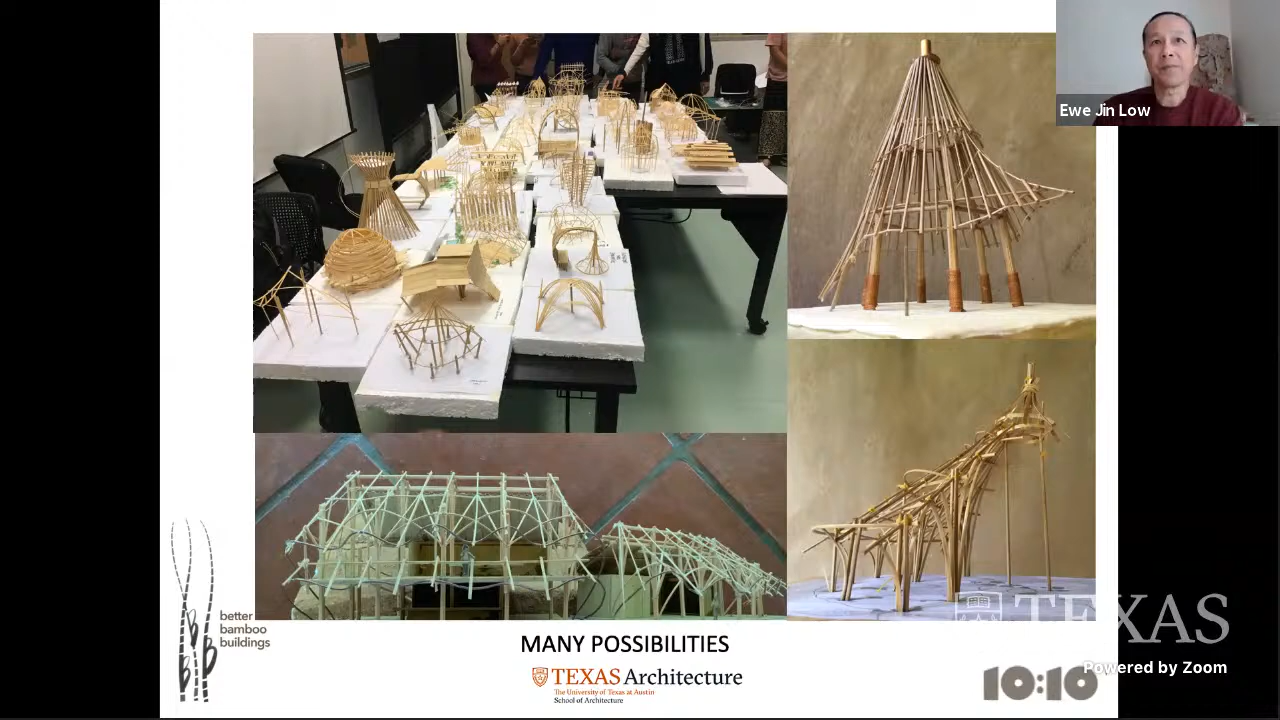 Ewe Jin Low
better
bamboo
buildings
MANY POSSIBILITIES
TEXAS Architecture
The University of Texas at Austin
School of Architecture
TEXAS
Powered by Zoom
10:10